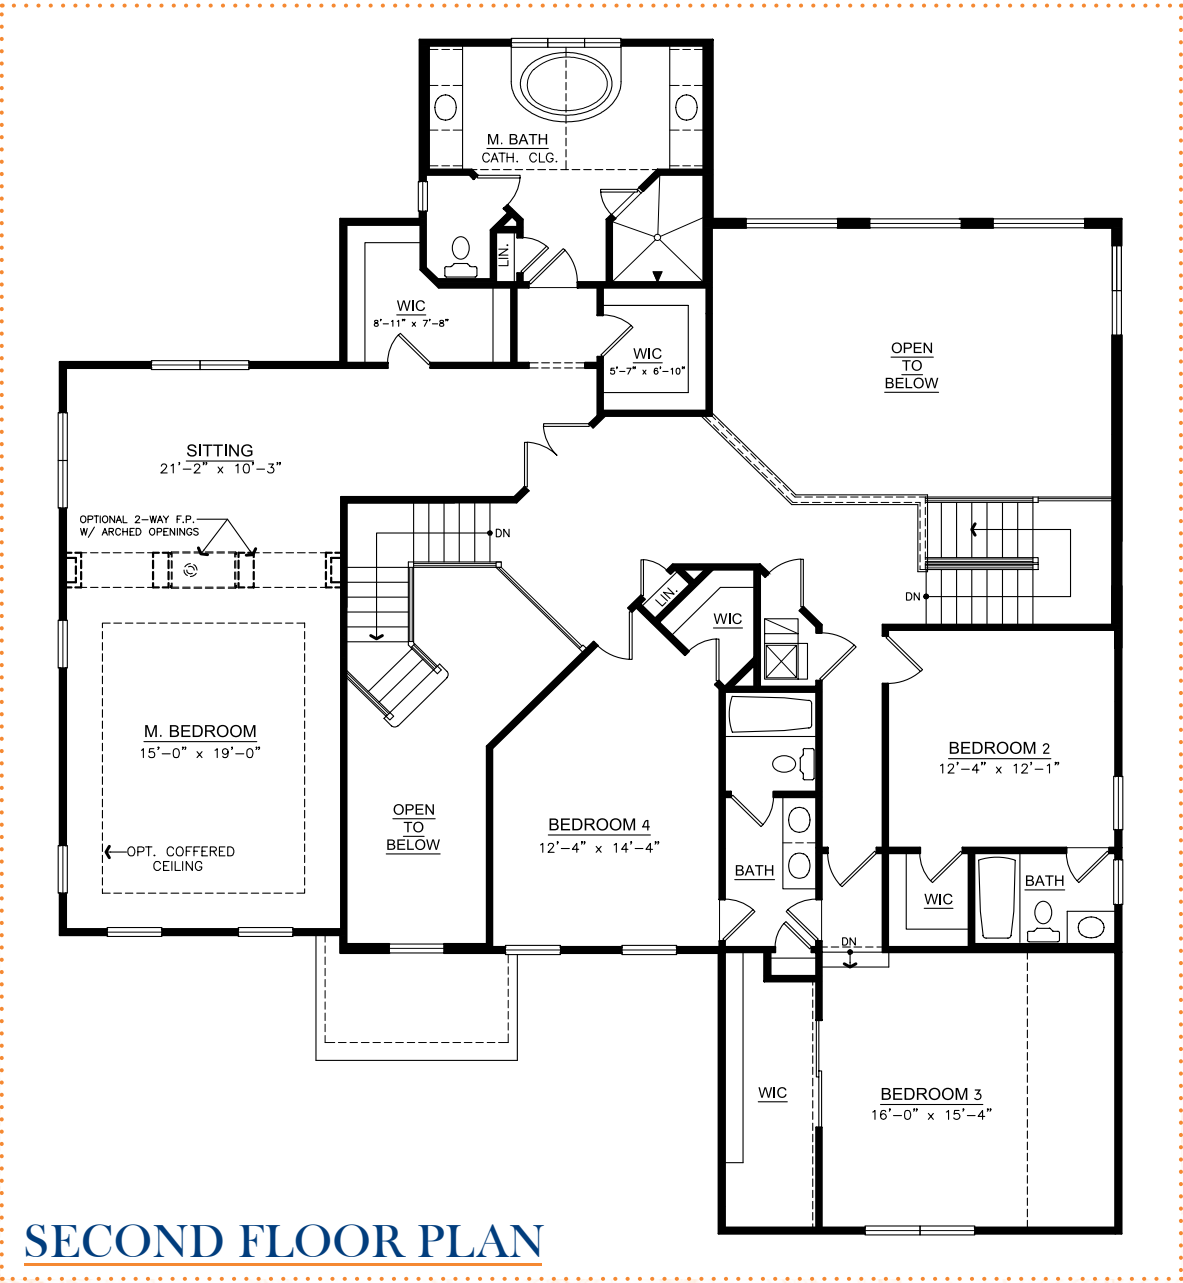 M. BATH
CATH. CLG.
LIN.
WIC
8'-11" x 7'-8"
WIC
5'-7" x 6'-10"
OPEN
TO
BELOW
SITTING
21'-2" x 10'-3"
OPTIONAL 2-WAY F.P.
W/ ARCHED OPENINGS
DN
DN
LIN.
WIC
M. BEDROOM
15'-0" x 19'-0"
BEDROOM 2
12'-4" x 12'-1"
OPEN
TO
BELOW
BEDROOM 4
12'-4" x 14'-4"
OPT. COFFERED
CEILING
BATH
WIC
BATH
DN
WIC
BEDROOM 3
16'-0" x 15'-4"
SECOND FLOOR PLAN